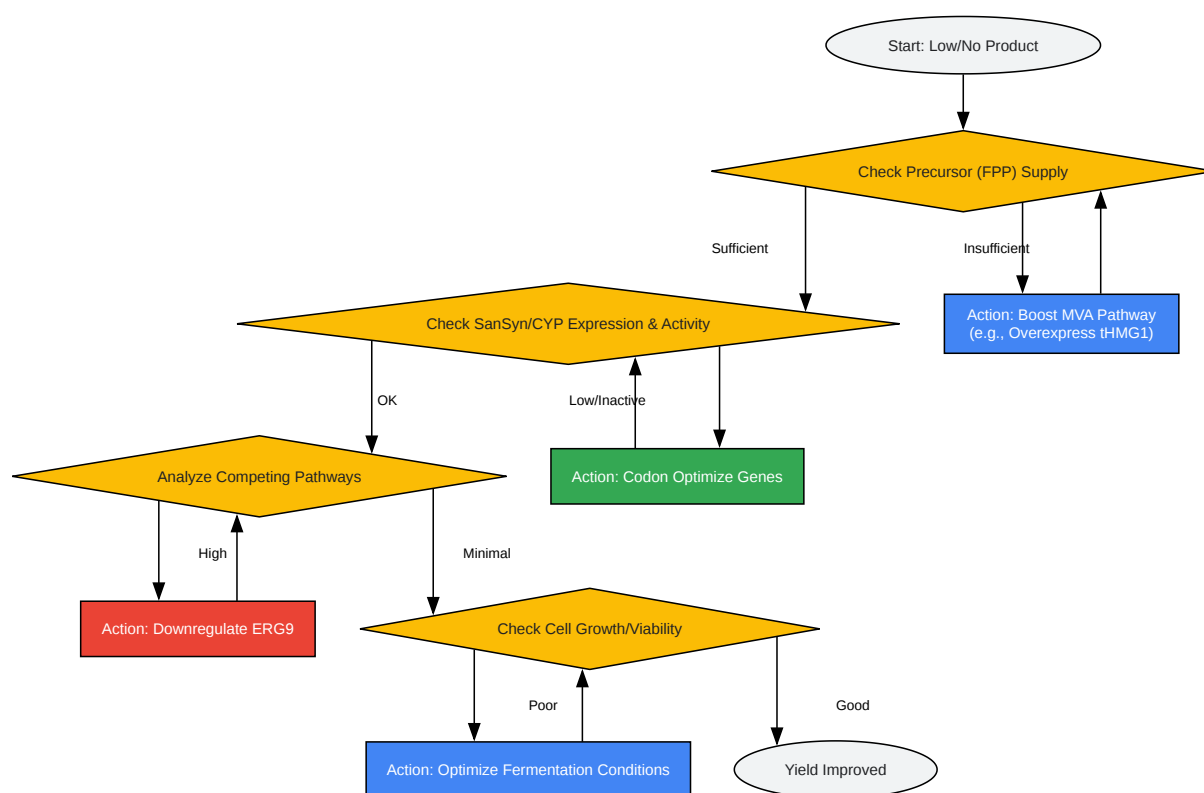 Start: Low/No Product
Check Precursor (FPP) Supply
Sufficient
Insufficient
Action: Boost MVA Pathway
(e.g., Overexpress tHMG1)
Check SanSyn/CYP Expression & Activity
OK
Low/Inactive
Action: Codon Optimize Genes
Analyze Competing Pathways
High
Minimal
Action: Downregulate ERG9
Check Cell Growth/Viability
Poor
Good
Action: Optimize Fermentation Conditions
Yield Improved